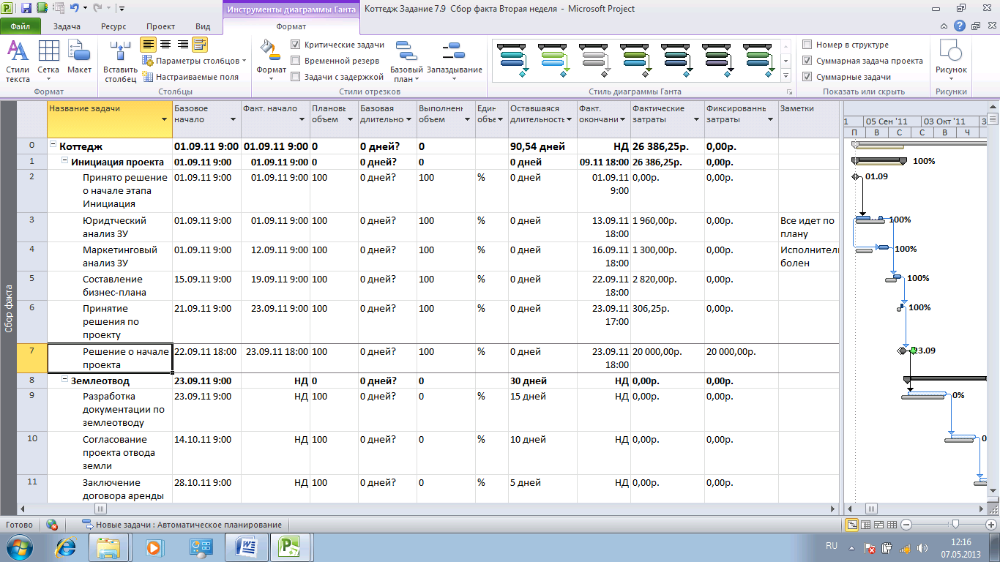 Инструменты диаграммы Ганта
Коттедж Задание 7.9 Сбор факта Вторая неделя - Microsoft Project
Файл Задача Ресурс Проект Вид Формат
Стили текста
Сетка
Макет
Формат
Вставить столбец
Параметры столбцов
Настраиваемые поля
Столбцы
Формат
Критические задачи
Временной резерв
Задачи с задержкой
Базовый план
Запаздывание
Стили отрезков
Стиль диаграммы Ганта
Номер в структуре
Суммарная задача проекта
Суммарные задачи
Показать или скрыть
Рисунок
Рисунки
Сбор факта
Название задачи
Базовое начало
Факт. начало
Плановы объем
Базовая длительно
Выполнен объем
Един объе
Оставшаяся длительность
Факт. окончани
Фактические затраты
Фиксированны затраты
Заметки
1 05 Сен '11 03 Окт '11 3
П В С С В Ч
0 Коттедж 01.09.11 9:00 01.09.11 9:00 0 0 дней? 0 90,54 дней НД 26 386,25р. 0,00р.
1 Инициация проекта 01.09.11 9:00 01.09.11 9:00 0 0 дней? 0 0 дней 09.11 18:00 26 386,25р. 0,00р. 100%
2 Принято решение 01.09.11 9:00 01.09.11 9:00 100 0 дней? 100 % 0 дней 01.09.11 0,00р. 0,00р. 01.09
о начале этапа 9:00
Инициация
3 Юридтческий 01.09.11 9:00 01.09.11 9:00 100 0 дней? 100 % 0 дней 13.09.11 1 960,00р. 0,00р. Все идет по 100%
анализ ЗУ 18:00 плану
4 Маркетинговый 01.09.11 9:00 12.09.11 9:00 100 0 дней? 100 % 0 дней 16.09.11 1 300,00р. 0,00р. Исполнитель 100%
анализ ЗУ 18:00 болен
5 Составление 15.09.11 9:00 19.09.11 9:00 100 0 дней? 100 % 0 дней 22.09.11 2 820,00р. 0,00р. 100%
бизнес-плана 18:00
6 Принятие 21.09.11 9:00 23.09.11 9:00 100 0 дней? 100 % 0 дней 23.09.11 306,25р. 0,00р. 100%
решения по 17:00
проекту
7 Решение о начале 22.09.11 18:00 23.09.11 18:00 100 0 дней? 100 % 0 дней 23.09.11 20 000,00р. 20 000,00р. 23.09
проекта 18:00
8 Землеотвод 23.09.11 9:00 НД 0 0 дней? 0 30 дней НД 0,00р. 0,00р.
9 Разработка 23.09.11 9:00 НД 100 0 дней? 0 % 15 дней НД 0,00р. 0,00р. 0%
документации по
землеотводу
10 Согласование 14.10.11 9:00 НД 100 0 дней? 0 % 10 дней НД 0,00р. 0,00р. 0
проекта отвода
земли
11 Заключение 28.10.11 9:00 НД 100 0 дней? 0 % 5 дней НД 0,00р. 0,00р.
договора аренды
Готово Новые задачи : Автоматическое планирование
RU 12:16
07.05.2013